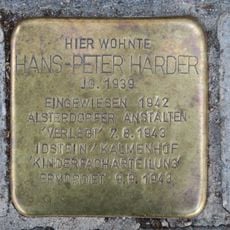 HIER WOHNTE
HANS-PETER HARDER
JG. 1939
EINGEWIESEN 1942
ALSTERDORFER ANSTALTEN
'VERLEGT' 7.8.1943
IDSTEIN/KALMENHOF
'KINDERFACHABTEILUNG'
ERMORDET 9.9.1943